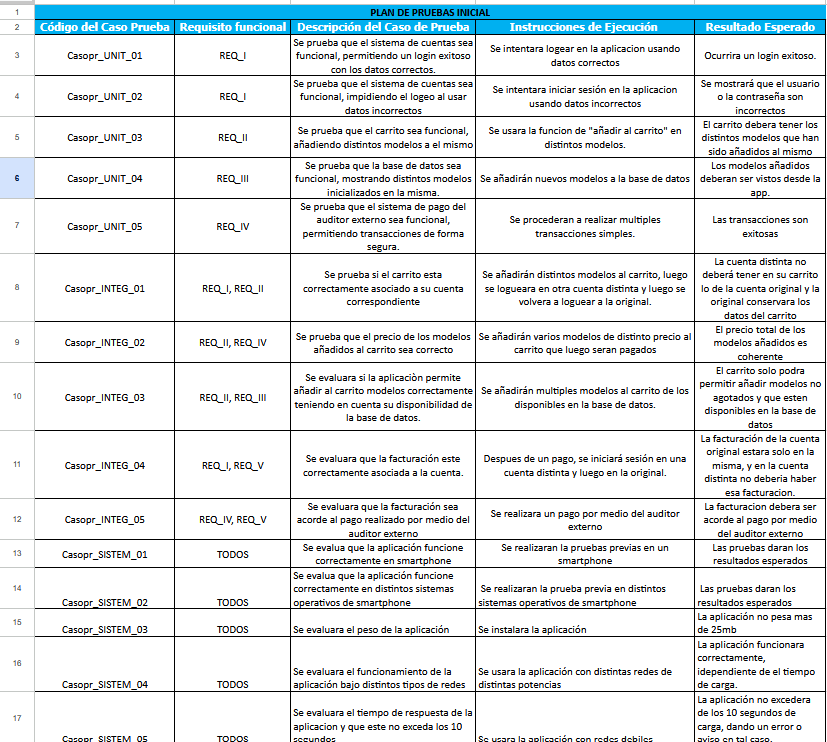 1 PLAN DE PRUEBAS INICIAL
2 Código del Caso Prueba Requisito funcional Descripción del Caso de Prueba Instrucciones de Ejecución Resultado Esperado
3 Casopr_UNIT_01 REQ_I
Se prueba que el sistema de cuentas sea
funcional, permitiendo un login exitoso
con los datos correctos.
Se intentara logear en la aplicacion usando
datos correctos
Ocurrira un login exitoso.
4 Casopr_UNIT_02 REQ_I
Se prueba que el sistema de cuentas sea
funcional, impidiendo el logeo al usar
datos incorrectos
Se intentara iniciar sesión en la aplicacion
usando datos incorrectos
Se mostrará que el usuario
o la contraseña son
incorrectos
5 Casopr_UNIT_03 REQ_II
Se prueba que el carrito sea funcional,
añadiendo distintos modelos a el mismo
Se usara la funcion de "añadir al carrito" en
distintos modelos.
El carrito debera tener los
distintos modelos que han
sido añadidos al mismo
6 Casopr_UNIT_04 REQ_III
Se prueba que la base de datos sea
funcional, mostrando distintos modelos
inicializados en la misma.
Se añadirán nuevos modelos a la base de datos
Los modelos añadidos
deberan ser vistos desde la
app.
7 Casopr_UNIT_05 REQ_IV
Se prueba que el sistema de pago del
auditor externo sea funcional,
permitiendo transacciones de forma
segura.
Se procederan a realizar multiples
transacciones simples.
Las transacciones son
exitosas
8 Casopr_INTEG_01 REQ_I, REQ_II
Se prueba si el carrito esta
correctamente asociado a su cuenta
correspondiente
Se añadirán distintos modelos al carrito, luego
se logueara en otra cuenta distinta y luego se
volvera a loguear a la original.
La cuenta distinta no
deberá tener en su carrito
lo de la cuenta original y la
original conservara los
datos del carrito
9 Casopr_INTEG_02 REQ_II, REQ_IV
Se prueba que el precio de los modelos
añadidos al carrito sea correcto
Se añadirán varios modelos de distinto precio al
carrito que luego seran pagados
El precio total de los
modelos añadidos es
coherente
10 Casopr_INTEG_03 REQ_II, REQ_III
Se evaluara si la aplicaciòn permite
añadir al carrito modelos correctamente
teniendo en cuenta su disponibilidad de
la base de datos.
Se añadirán multiples modelos al carrito de los
disponibles en la base de datos.
El carrito solo podra
permitir añadir modelos no
agotados y que esten
disponibles en la base de
datos
11 Casopr_INTEG_04 REQ_I, REQ_V
Se evaluara que la facturación este
correctamente asociada a la cuenta.
Despues de un pago, se iniciará sesión en una
cuenta distinta y luego en la original.
La facturación de la cuenta
original estara solo en la
misma, y en la cuenta
distinta no deberia haber
esa facturacion.
12 Casopr_INTEG_05 REQ_IV, REQ_V
Se evaluara que la facturación sea
acorde al pago realizado por medio del
auditor externo
Se realizara un pago por medio del auditor
externo
La facturacion debera ser
acorde al pago por medio
del auditor externo
13 Casopr_SISTEM_01 TODOS
Se evalua que la aplicación funcione
correctamente en smartphone
Se realizaran la pruebas previas en un
smartphone
Las pruebas daran los
resultados esperados
14 Casopr_SISTEM_02 TODOS
Se evalua que la aplicación funcione
correctamente en distintos sistemas
operativos de smartphone
Se realizaran la prueba previa en distintos
sistemas operativos de smartphone
Las pruebas daran los
resultados esperados
15 Casopr_SISTEM_03 TODOS
Se evaluara el peso de la aplicación
Se instalara la aplicación
La aplicación no pesa mas
de 25mb
16 Casopr_SISTEM_04 TODOS
Se evaluara el funcionamiento de la
aplicación bajo distintos tipos de redes
Se usara la aplicación con distintas redes de
distintas potencias
La aplicación funcionara
correctamente,
idependiente de el tiempo
de carga.
17 Casopr_SISTEM_05 TODOS
Se evaluara el tiempo de respuesta de la
aplicacion y que este no exceda los 10
segundos
Se usara la aplicación con redes debiles
La aplicación no excedera
de los 10 segundos de
carga, dando un error o
aviso en tal caso.